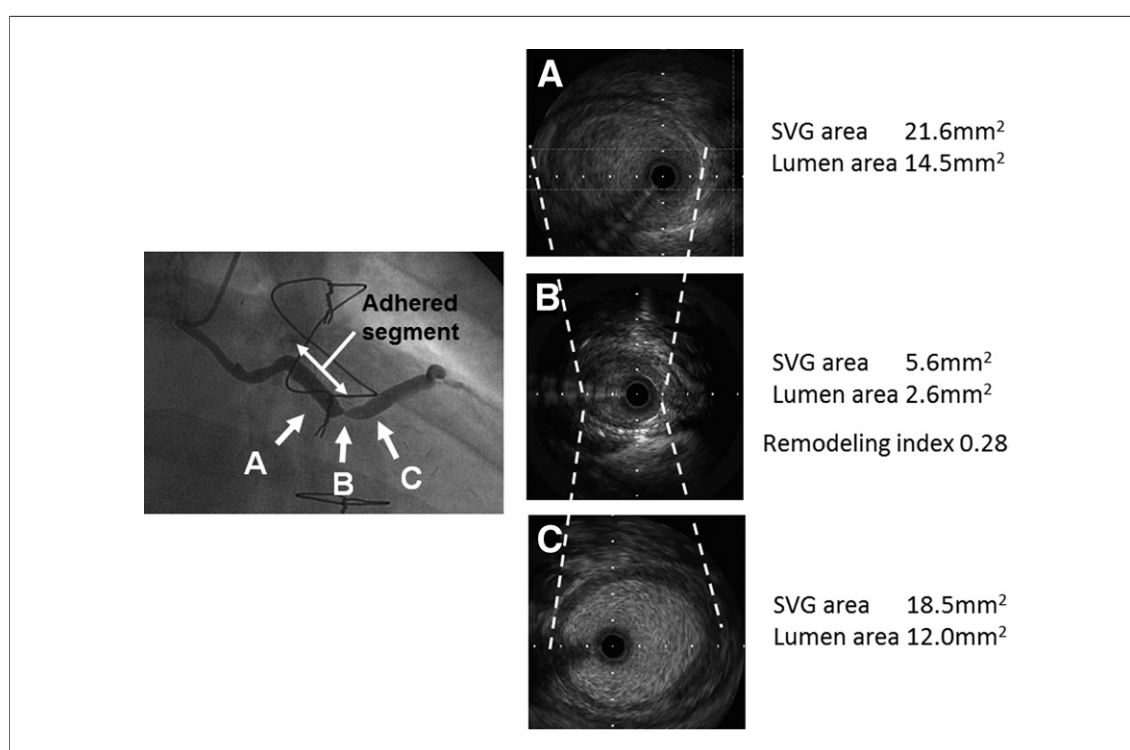 A
SVG area 21.6mm²
Lumen area 14.5mm²
Adhered
segment
A
B
C
B
SVG area 5.6mm²
Lumen area 2.6mm²
Remodeling index 0.28
C
SVG area 18.5mm²
Lumen area 12.0mm²